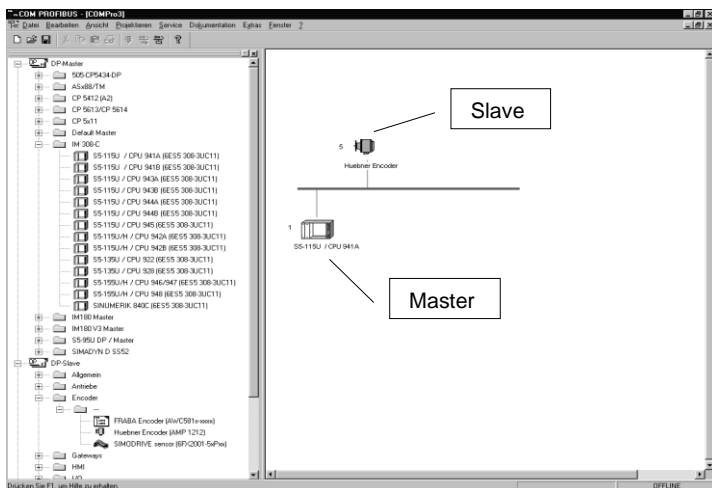 COM PROFIBUS - [COMPro3]
Datei Bearbeiten Ansicht Projektieren Service Dokumentation Extras Fenster ?
DP-Master
505-CP5434-DP
ASx88/TM
CP 5412 (A2)
CP 5613/CP 5614
CP 5x11
Default Master
IM 308-C
S5-115U / CPU 941A (6ES5 308-3UC11)
S5-115U / CPU 941B (6ES5 308-3UC11)
S5-115U / CPU 943A (6ES5 308-3UC11)
S5-115U / CPU 943B (6ES5 308-3UC11)
S5-115U / CPU 944A (6ES5 308-3UC11)
S5-115U / CPU 944B (6ES5 308-3UC11)
S5-115U / CPU 945 (6ES5 308-3UC11)
S5-115U/H / CPU 942A (6ES5 308-3UC11)
S5-115U/H / CPU 942B (6ES5 308-3UC11)
S5-135U / CPU 922 (6ES5 308-3UC11)
S5-135U / CPU 928 (6ES5 308-3UC11)
S5-155U/H / CPU 946/947 (6ES5 308-3UC11)
S5-155U/H / CPU 948 (6ES5 308-3UC11)
SINUMERIK 840C (6ES5 308-3UC11)
IM180 Master
IM180 V3 Master
S5-95U DP / Master
SIMADYN D SS52
DP-Slave
Allgemein
Antriebe
Encoder
FRABA Encoder (AWC581x-xxxx)
Huebner Encoder (AMP 1212)
SIMODRIVE sensor (6FX2001-5xPxx)
Gateways
HMI
I/O
Slave
5
Huebner Encoder
1
S5-115U / CPU 941A
Master
Drücken Sie F1, um Hilfe zu erhalten.
OFFLINE